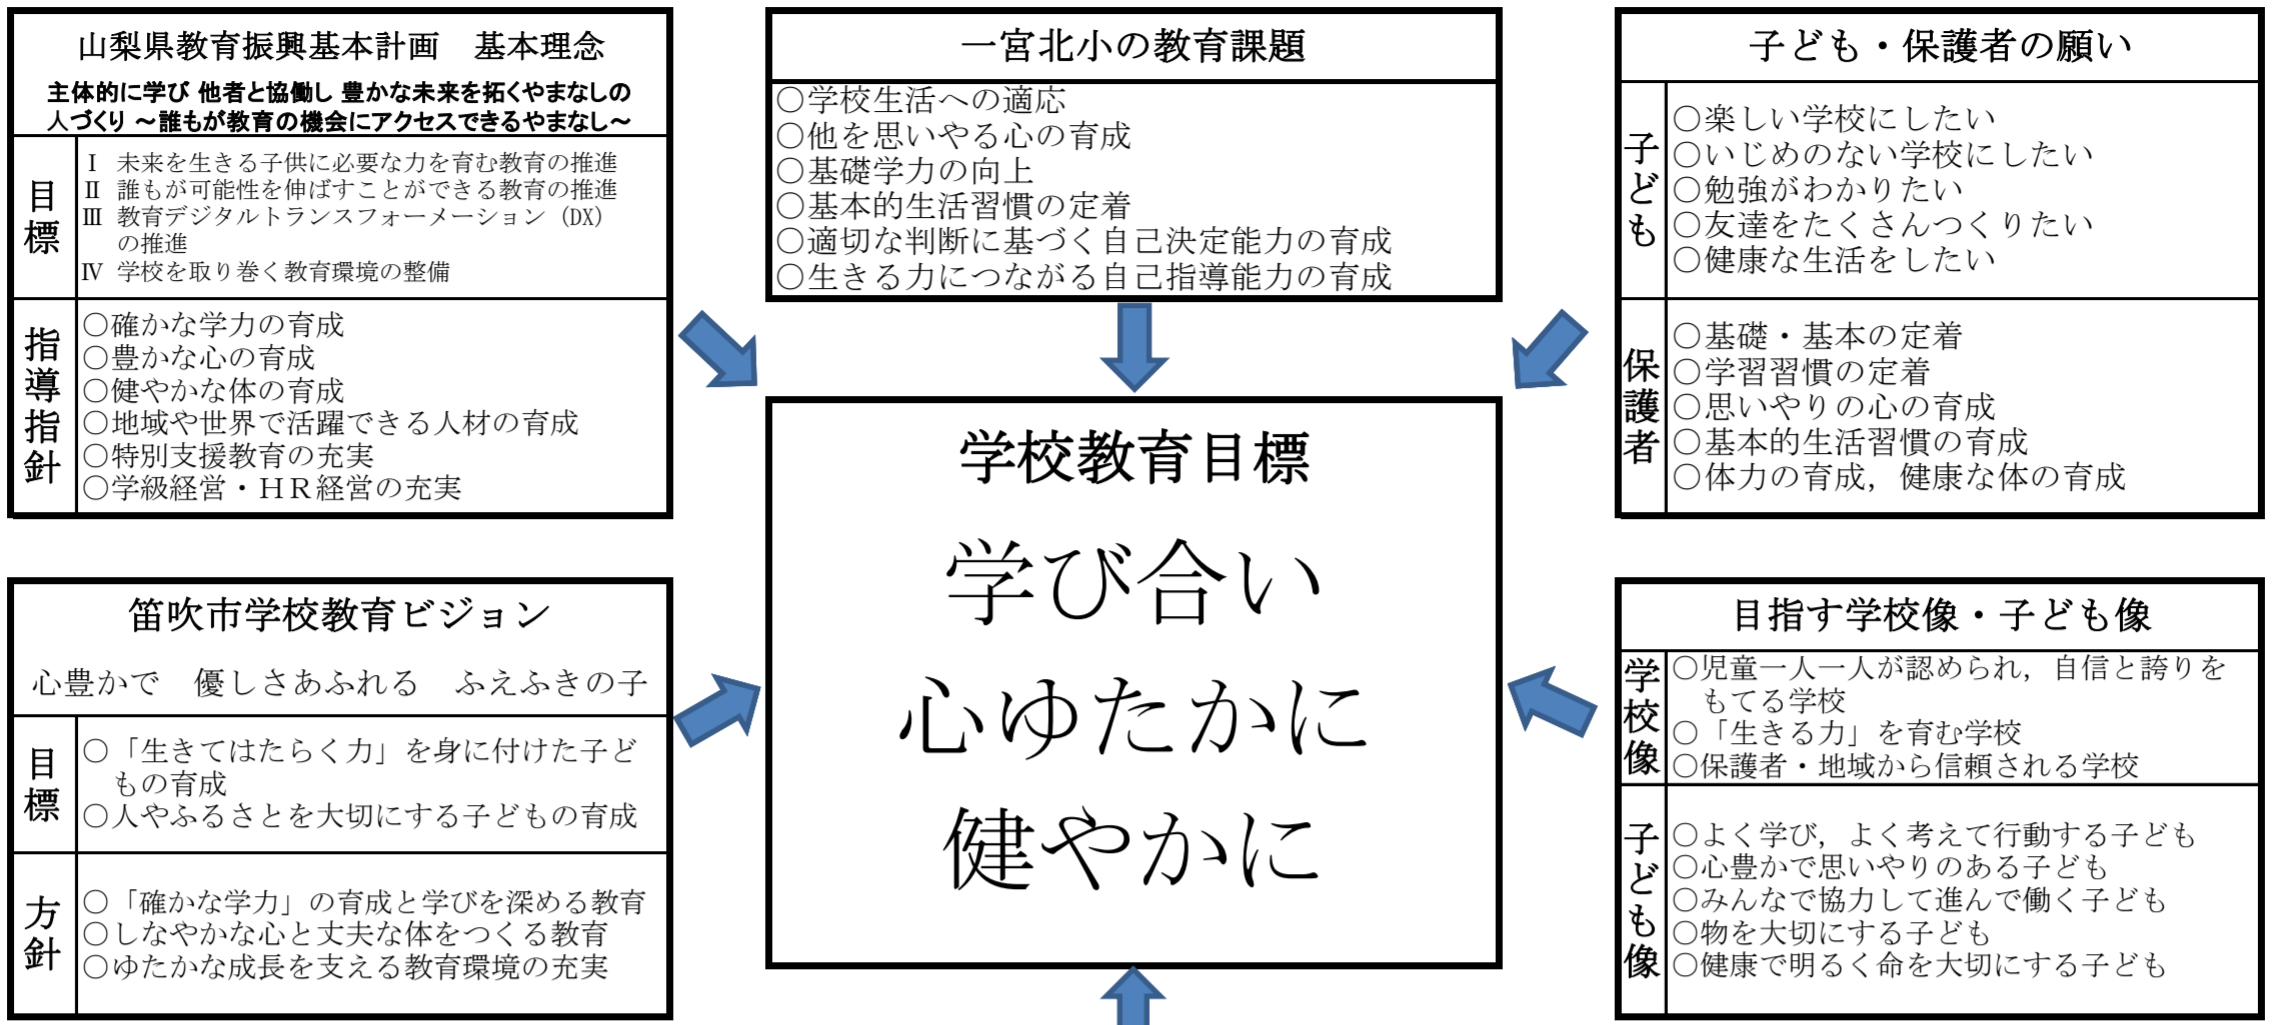 山梨県教育振興基本計画　基本理念
主体的に学び 他者と協働し 豊かな未来を拓くやまなしの
人づくり ～誰もが教育の機会にアクセスできるやまなし～
目標
Ⅰ 未来を生きる子供に必要な力を育む教育の推進
Ⅱ 誰もが可能性を伸ばすことができる教育の推進
Ⅲ 教育デジタルトランスフォーメーション（DX）
の推進
Ⅳ 学校を取り巻く教育環境の整備
指導指針
○確かな学力の育成
○豊かな心の育成
○健やかな体の育成
○地域や世界で活躍できる人材の育成
○特別支援教育の充実
○学級経営・ＨＲ経営の充実
一宮北小の教育課題
○学校生活への適応
○他を思いやる心の育成
○基礎学力の向上
○基本的生活習慣の定着
○適切な判断に基づく自己決定能力の育成
○生きる力につながる自己指導能力の育成
子ども・保護者の願い
子ども
○楽しい学校にしたい
○いじめのない学校にしたい
○勉強がわかりたい
○友達をたくさんつくりたい
○健康な生活をしたい
保護者
○基礎・基本の定着
○学習習慣の定着
○思いやりの心の育成
○基本的生活習慣の育成
○体力の育成，健康な体の育成
学校教育目標
学び合い
心ゆたかに
健やかに
笛吹市学校教育ビジョン
心豊かで　優しさあふれる　ふえふきの子
目標
○「生きてはたらく力」を身に付けた子ど
もの育成
○人やふるさとを大切にする子どもの育成
方針
○「確かな学力」の育成と学びを深める教育
○しなやかな心と丈夫な体をつくる教育
○ゆたかな成長を支える教育環境の充実
目指す学校像・子ども像
学校像
○児童一人一人が認められ，自信と誇りを
もてる学校
○「生きる力」を育む学校
○保護者・地域から信頼される学校
子ども像
○よく学び，よく考えて行動する子ども
○心豊かで思いやりのある子ども
○みんなで協力して進んで働く子ども
○物を大切にする子ども
○健康で明るく命を大切にする子ども